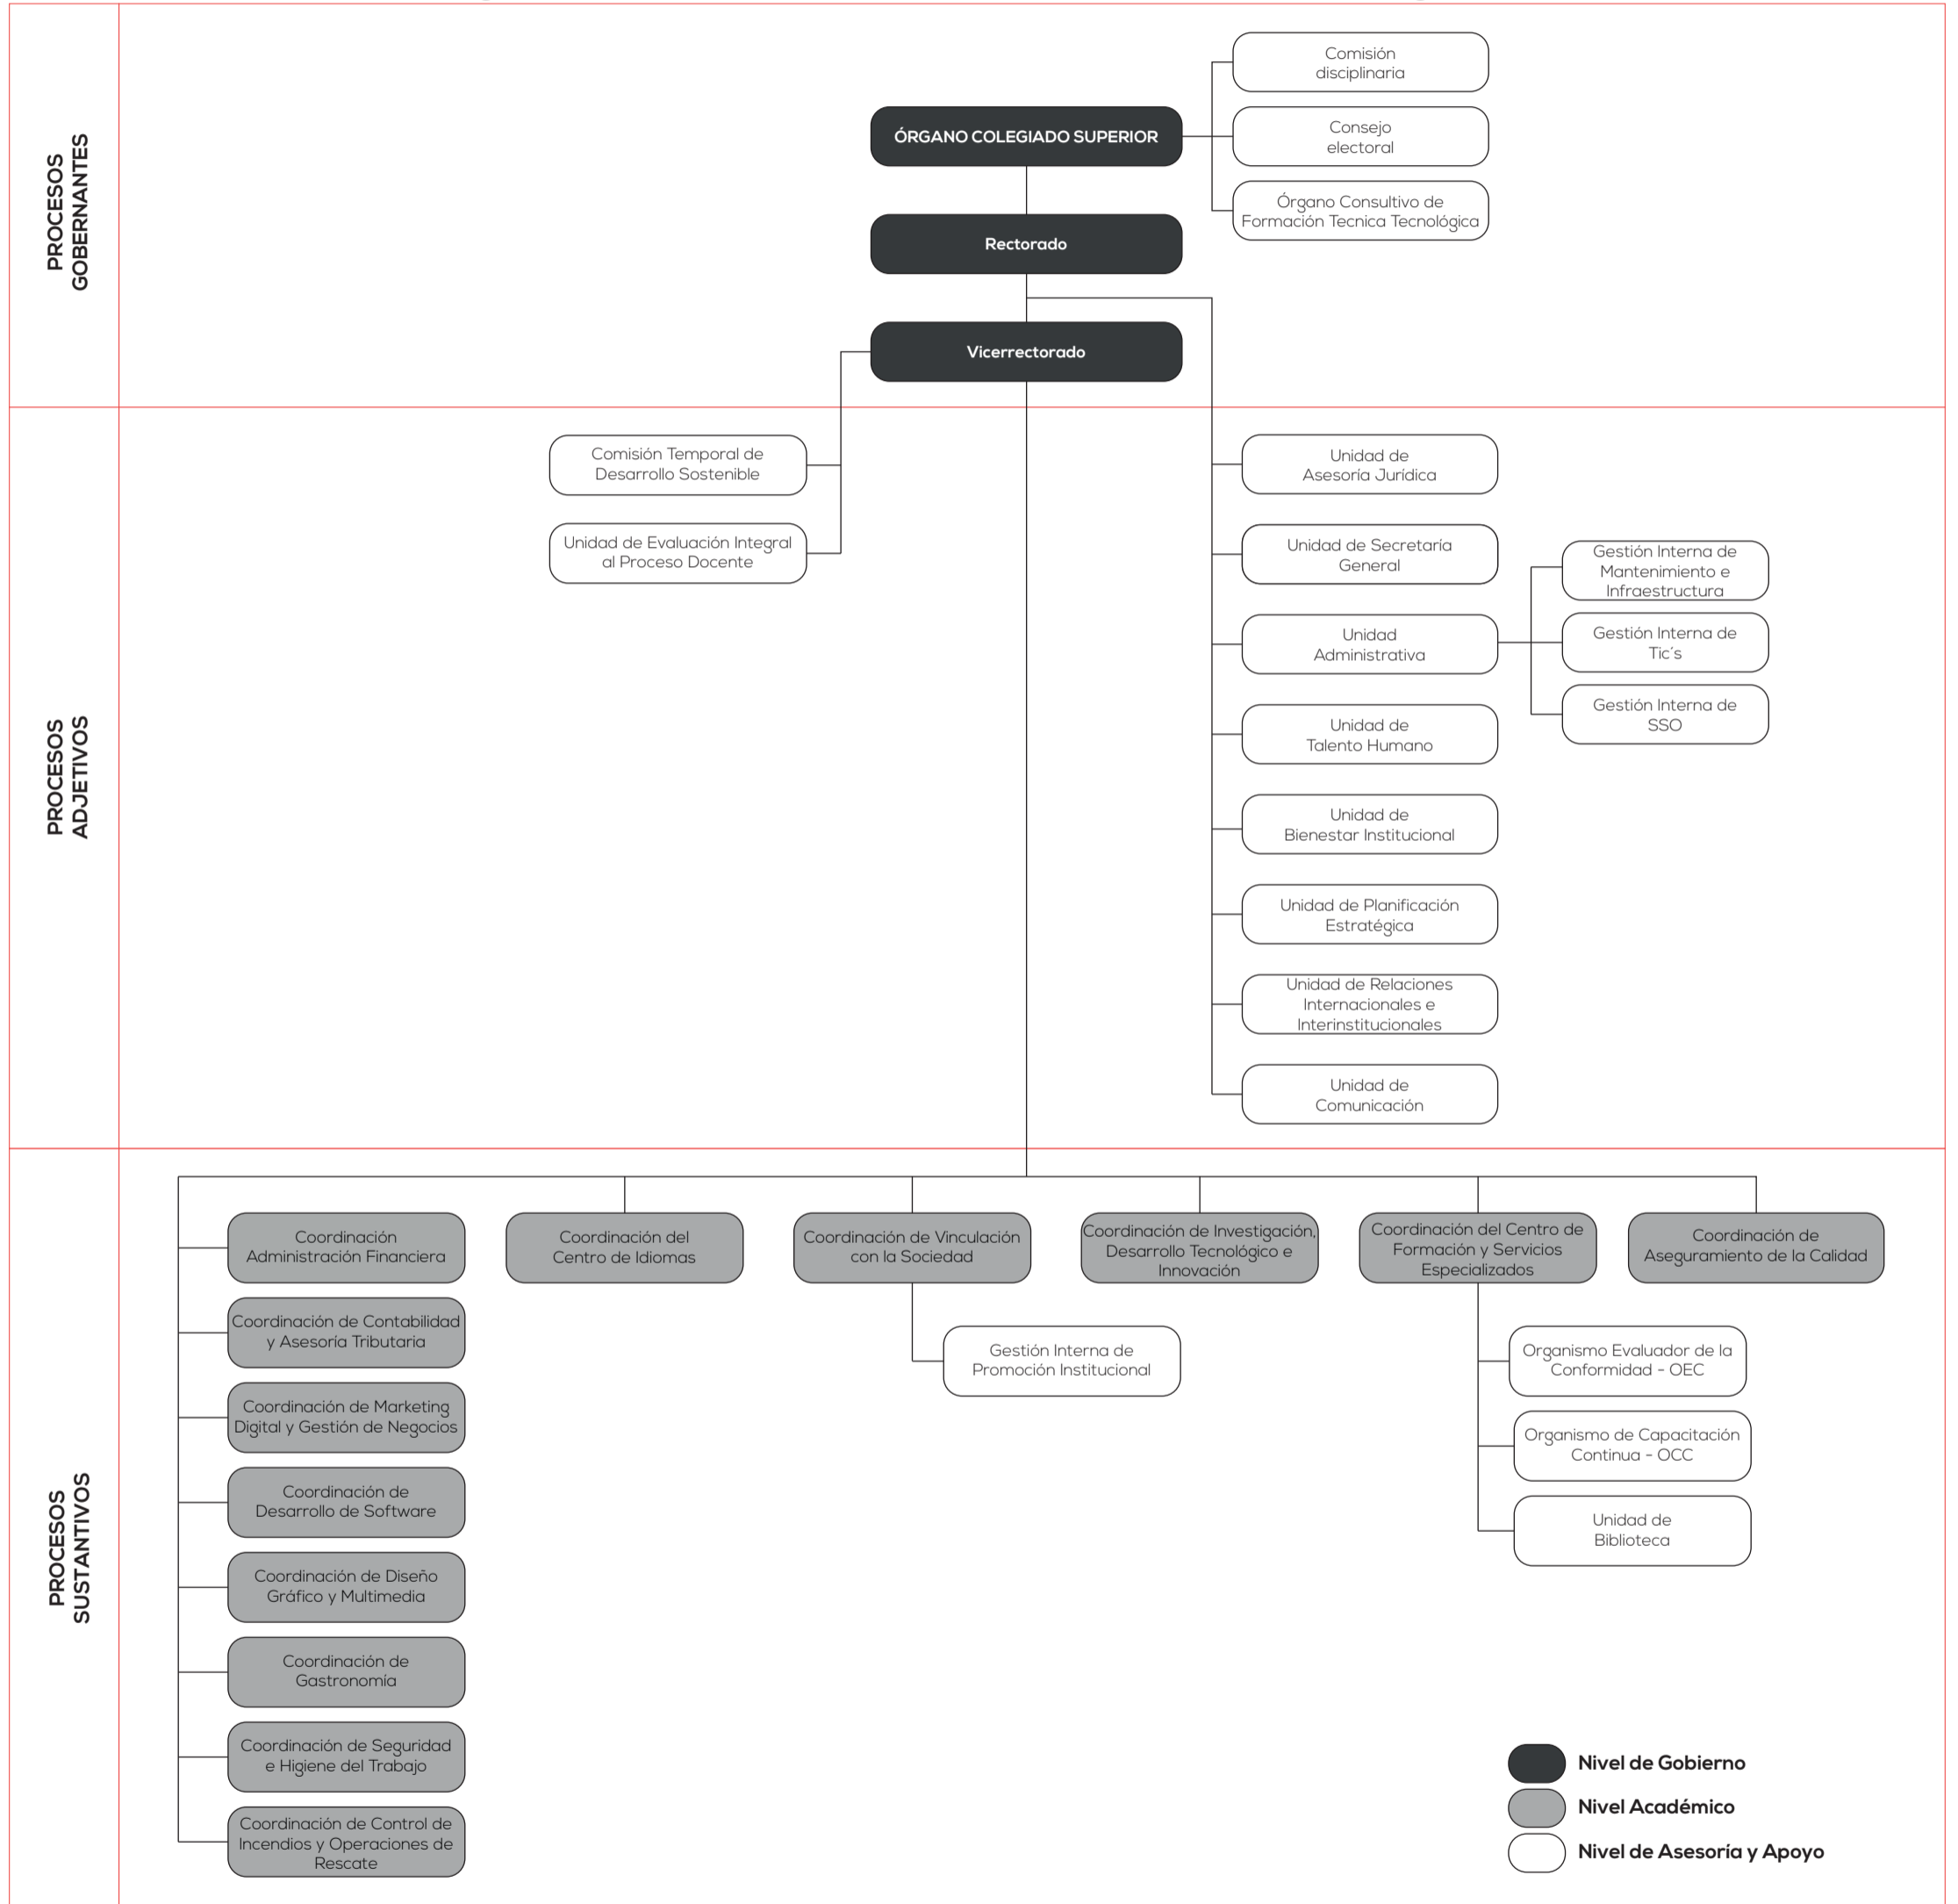 PROCESOS
GOBERNANTES
Comisión
disciplinaria
ÓRGANO COLEGIADO SUPERIOR
Consejo
electoral
Órgano Consultivo de
Formación Tecnica Tecnológica
Rectorado
Vicerrectorado
PROCESOS
ADJETIVOS
Comisión Temporal de
Desarrollo Sostenible
Unidad de Evaluación Integral
al Proceso Docente
Unidad de
Asesoría Jurídica
Unidad de Secretaría
General
Unidad
Administrativa
Gestión Interna de
Mantenimiento e
Infraestructura
Gestión Interna de
Tic´s
Gestión Interna de
SSO
Unidad de
Talento Humano
Unidad de
Bienestar Institucional
Unidad de Planificación
Estratégica
Unidad de Relaciones
Internacionales e
Interinstitucionales
Unidad de
Comunicación
PROCESOS
SUSTANTIVOS
Coordinación
Administración Financiera
Coordinación del
Centro de Idiomas
Coordinación de Vinculación
con la Sociedad
Coordinación de Investigación,
Desarrollo Tecnológico e
Innovación
Coordinación del Centro de
Formación y Servicios
Especializados
Coordinación de
Aseguramiento de la Calidad
Coordinación de Contabilidad
y Asesoría Tributaria
Gestión Interna de
Promoción Institucional
Organismo Evaluador de la
Conformidad - OEC
Coordinación de Marketing
Digital y Gestión de Negocios
Organismo de Capacitación
Continua - OCC
Coordinación de
Desarrollo de Software
Unidad de
Biblioteca
Coordinación de Diseño
Gráfico y Multimedia
Coordinación de
Gastronomía
Coordinación de Seguridad
e Higiene del Trabajo
Coordinación de Control de
Incendios y Operaciones de
Rescate
Nivel de Gobierno
Nivel Académico
Nivel de Asesoría y Apoyo